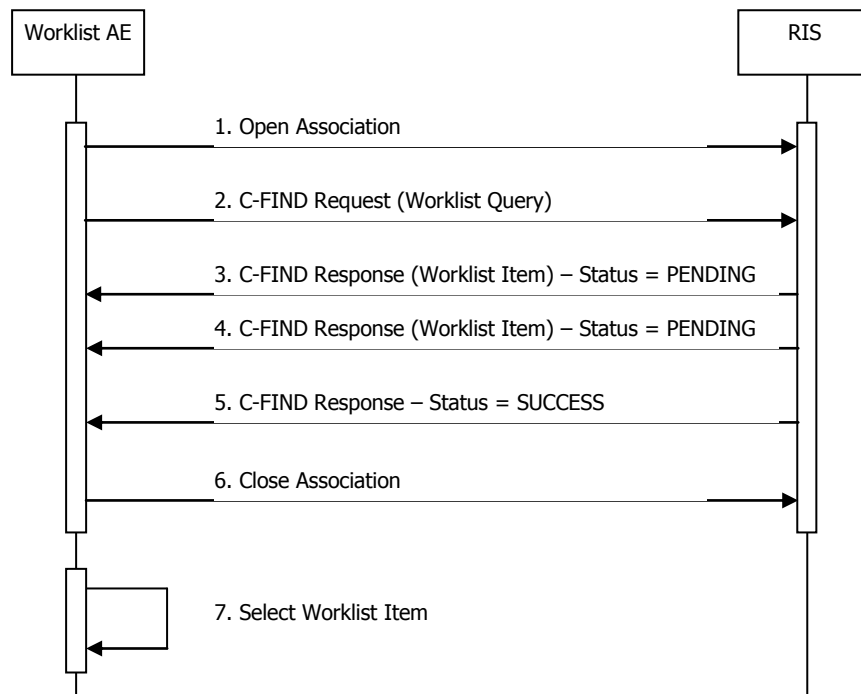 Worklist AE
RIS
1. Open Association
2. C-FIND Request (Worklist Query)
3. C-FIND Response (Worklist Item) – Status = PENDING
4. C-FIND Response (Worklist Item) – Status = PENDING
5. C-FIND Response – Status = SUCCESS
6. Close Association
7. Select Worklist Item